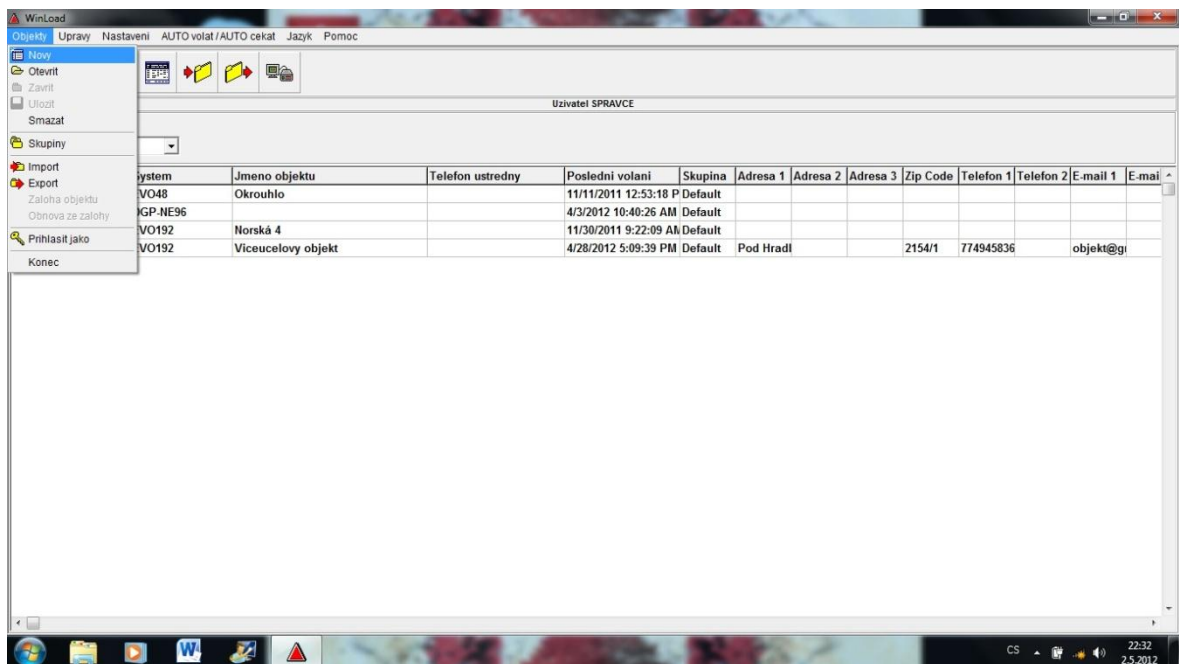 WinLoad
Objekty Upravy Nastaveni AUTO volat / AUTO cekat Jazyk Pomoc
Novy
Otevrit
Zavrit
Ulozit
Smazat
Skupiny
Import
Export
Zaloha objektu
Obnova ze zalohy
Prihlasit jako
Konec
Uzivatel SPRAVCE
System Jmeno objektu Telefon ustredny Posledni volani Skupina Adresa 1 Adresa 2 Adresa 3 Zip Code Telefon 1 Telefon 2 E-mail 1 E-mai
VO48 Okrouhlo 11/11/2011 12:53:18 P Default
GP-NE96 4/3/2012 10:40:26 AM Default
VO192 Norská 4 11/30/2011 9:22:09 AM Default
VO192 Viceucelovy objekt 4/28/2012 5:09:39 PM Default Pod Hradl 2154/1 774945836 objekt@g
CS 22:32
2.5.2012